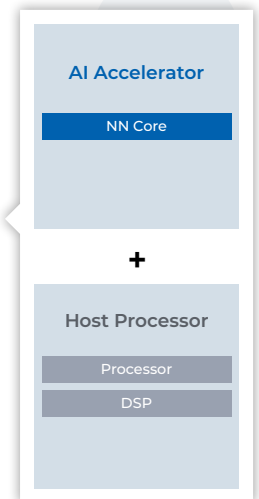 AI Accelerator
NN Core
+
Host Processor
Processor
DSP